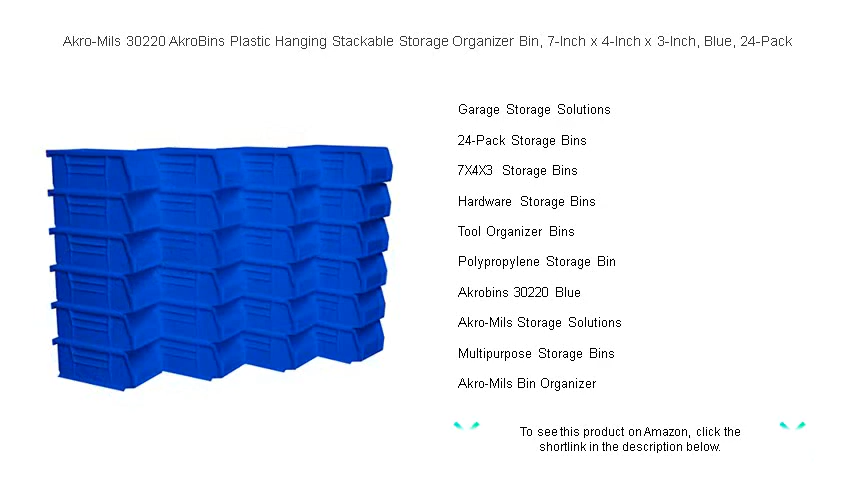 Akro-Mils 30220 AkroBins Plastic Hanging Stackable Storage Organizer Bin, 7-Inch x 4-Inch x 3-Inch, Blue, 24-Pack
Garage Storage Solutions
24-Pack Storage Bins
7X4X3 Storage Bins
Hardware Storage Bins
Tool Organizer Bins
Polypropylene Storage Bin
Akrobins 30220 Blue
Akro-Mils Storage Solutions
Multipurpose Storage Bins
Akro-Mils Bin Organizer
To see this product on Amazon, click the
shortlink in the description below.